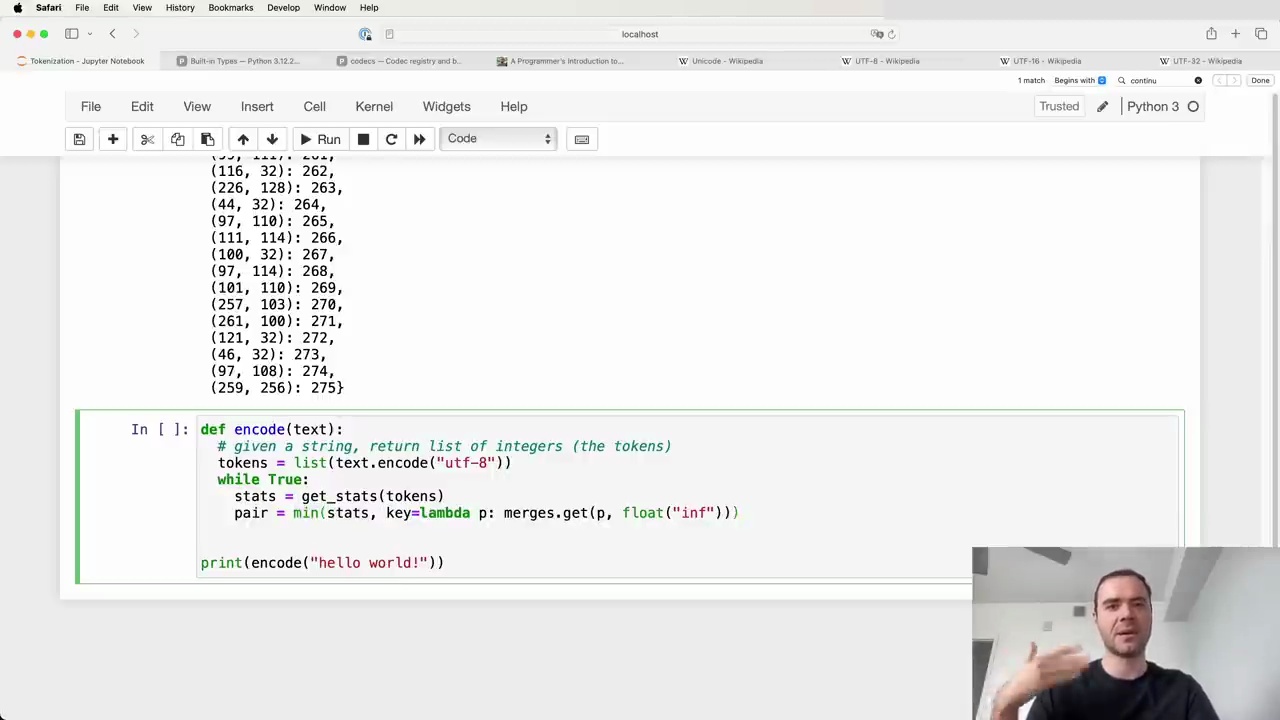 Safari File Edit View History Bookmarks Develop Window Help
localhost
Tokenization - Jupyter Notebook
Built-in Types — Python 3.12.2...
codecs — Codec registry and b...
A Programmer's Introduction to...
Unicode - Wikipedia
UTF-8 - Wikipedia
UTF-16 - Wikipedia
UTF-32 - Wikipedia
1 match Begins with continu Done
File Edit View Insert Cell Kernel Widgets Help Trusted Python 3
Run Code
(116, 32): 262,
(226, 128): 263,
(44, 32): 264,
(97, 110): 265,
(111, 114): 266,
(100, 32): 267,
(97, 114): 268,
(101, 110): 269,
(257, 103): 270,
(261, 100): 271,
(121, 32): 272,
(46, 32): 273,
(97, 108): 274,
(259, 256): 275}
In [ ]: def encode(text):
# given a string, return list of integers (the tokens)
tokens = list(text.encode("utf-8"))
while True:
stats = get_stats(tokens)
pair = min(stats, key=lambda p: merges.get(p, float("inf")))
print(encode("hello world!"))